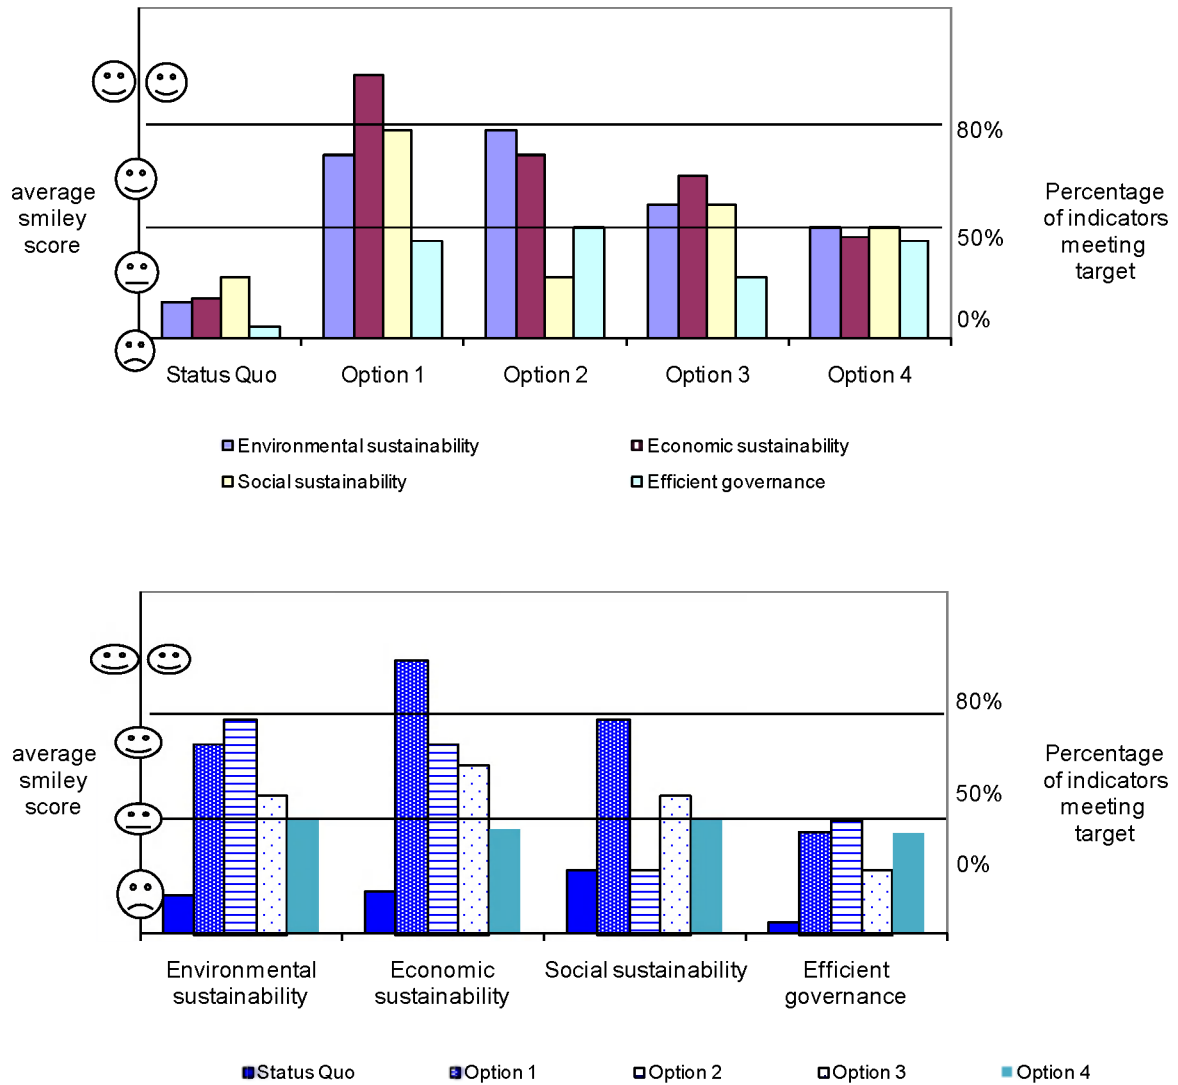 average
smiley
score
80%
50%
0%
Percentage
of indicators
meeting
target
Status Quo
Option 1
Option 2
Option 3
Option 4
Environmental sustainability
Economic sustainability
Social sustainability
Efficient governance
average
smiley
score
80%
50%
0%
Percentage
of indicators
meeting
target
Environmental
sustainability
Economic
sustainability
Social sustainability
Efficient
governance
Status Quo
Option 1
Option 2
Option 3
Option 4